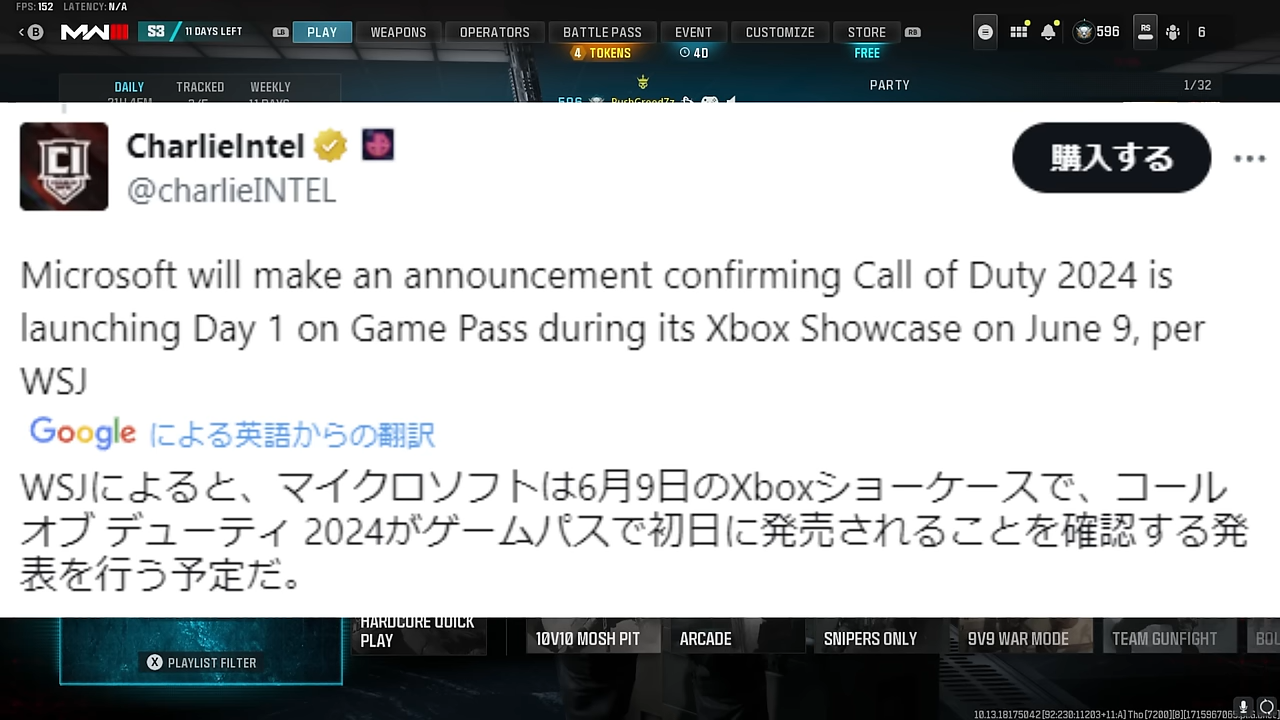 FPS: 152 LATENCY: N/A
B MWIII S3 11 DAYS LEFT LB PLAY WEAPONS OPERATORS BATTLE PASS EVENT CUSTOMIZE STORE RB 596 RS 6
4 TOKENS 4D FREE
DAILY TRACKED WEEKLY PARTY 1/32
CharlieIntel
@charlieINTEL
購入する
Microsoft will make an announcement confirming Call of Duty 2024 is
launching Day 1 on Game Pass during its Xbox Showcase on June 9, per
WSJ
Google による英語からの翻訳
WSJによると、マイクロソフトは6月9日のXboxショーケースで、コール
オブ デューティ 2024がゲームパスで初日に発売されることを確認する発
表を行う予定だ。
HARDCORE QUICK
PLAY
10V10 MOSH PIT
ARCADE
SNIPERS ONLY
9V9 WAR MODE
TEAM GUNFIGHT
X PLAYLIST FILTER